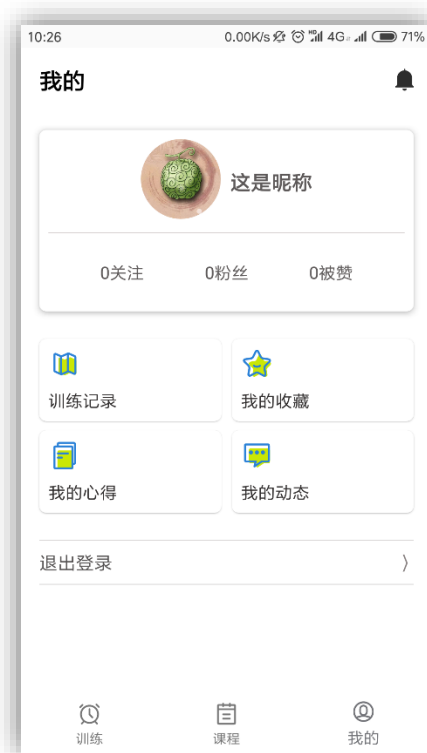 10:26 0.00K/s 4G 71%
我的
这是昵称
0关注 0粉丝 0被赞
训练记录 我的收藏
我的心得 我的动态
退出登录 〉
训练 课程 我的